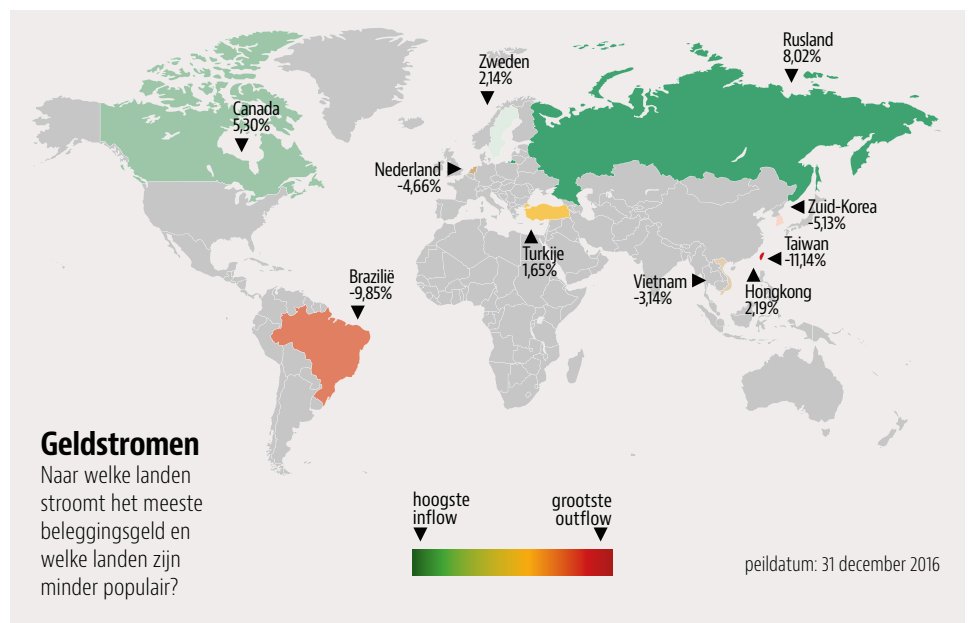 Rusland
8,02%
Zweden
2,14%
Canada
5,30%
Nederland
-4,66%
Zuid-Korea
-5,13%
Taiwan
-11,14%
Turkije
1,65%
Vietnam
-3,14%
Hongkong
2,19%
Brazilië
-9,85%
Geldstromen
Naar welke landen
stroomt het meeste
beleggingsgeld en
welke landen zijn
minder populair?
hoogste
inflow
grootste
outflow
peildatum: 31 december 2016